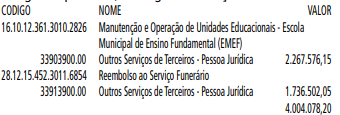 CODIGO NOME VALOR
16.10.12.361.3010.2826 Manutenção e Operação de Unidades Educacionais - Escola
Municipal de Ensino Fundamental (EMEF)
33903900.00 Outros Serviços de Terceiros - Pessoa Jurídica 2.267.576,15
28.12.15.452.3011.6854 Reembolso ao Serviço Funerário
33913900.00 Outros Serviços de Terceiros - Pessoa Jurídica 1.736.502,05
4.004.078,20